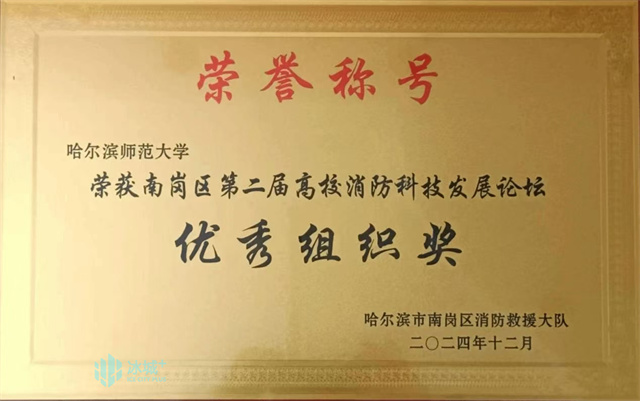 荣誉称号
哈尔滨师范大学
荣获南岗区第二届高校消防科技发展论坛
优秀组织奖
哈尔滨市南岗区消防救援大队
二〇二四年十二月
冰城+